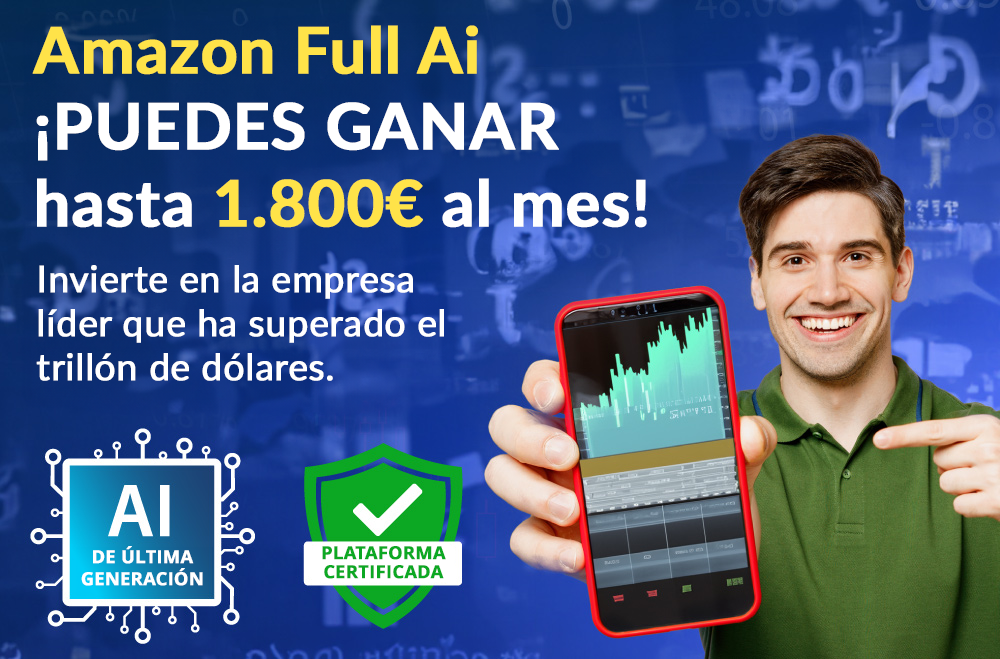 Amazon Full Ai
¡PUEDES GANAR
hasta 1.800€ al mes!
Invierte en la empresa
líder que ha superado el
trillón de dólares.
AI
DE ÚLTIMA
GENERACIÓN
PLATAFORMA
CERTIFICADA